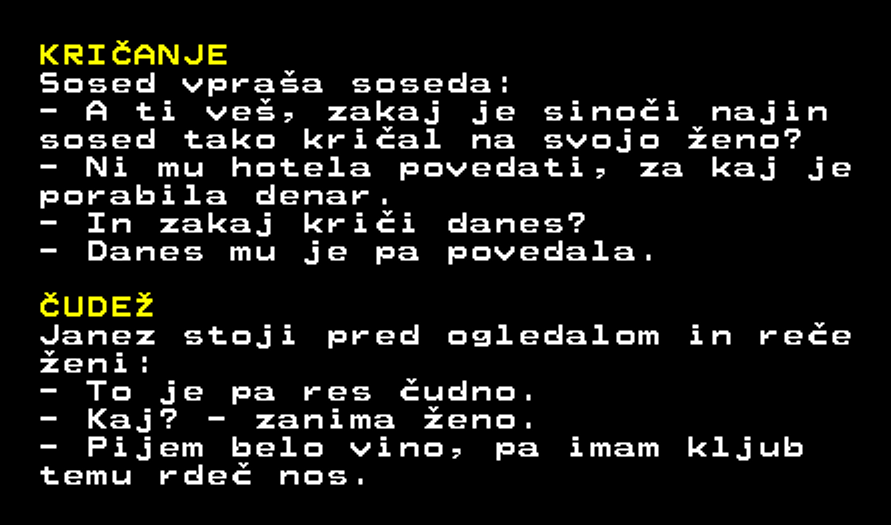 KRIČANJE
Sosed vpraša soseda:
- A ti veš, zakaj je sinoči najin
sosed tako kričal na svojo ženo?
- Ni mu hotela povedati, za kaj je
porabila denar.
- In zakaj kriči danes?
- Danes mu je pa povedala.
ČUDEŽ
Janez stoji pred ogledalom in reče
ženi:
- To je pa res čudno.
- Kaj? - zanima ženo.
- Pijem belo vino, pa imam kljub
temu rdeč nos.